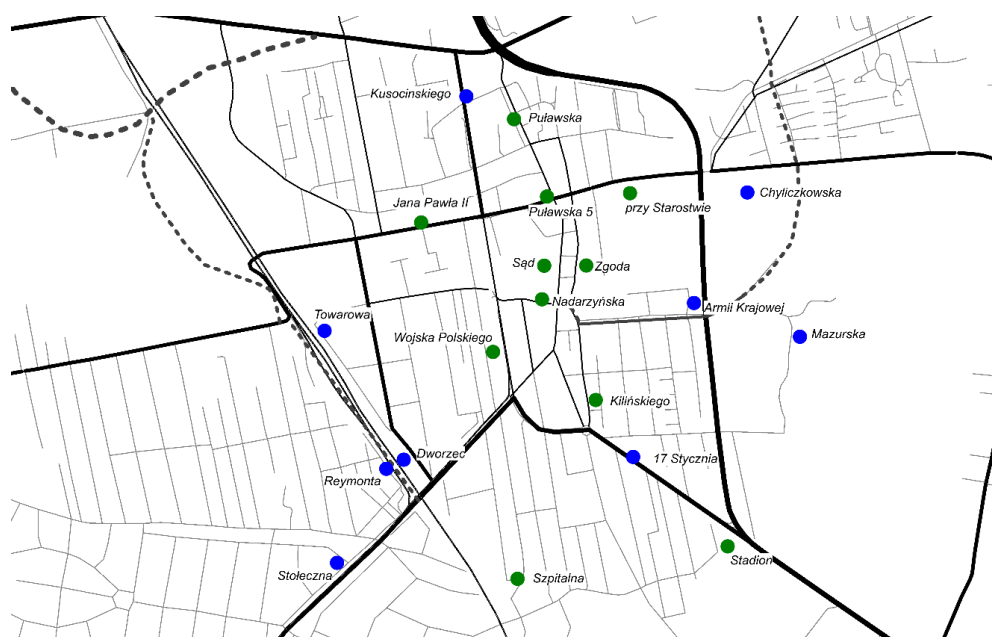 Kusocinskiego
Puławska
Chyliczkowska
Jana Pawła II
Puławska 5
przy Starostwie
Sąd
Zgoda
Nadarzyńska
Armii Krajowej
Towarowa
Wojska Polskiego
Mazurska
Kilińskiego
Dworzec
17 Stycznia
Reymonta
Stadion
Stołeczna
Szpitalna